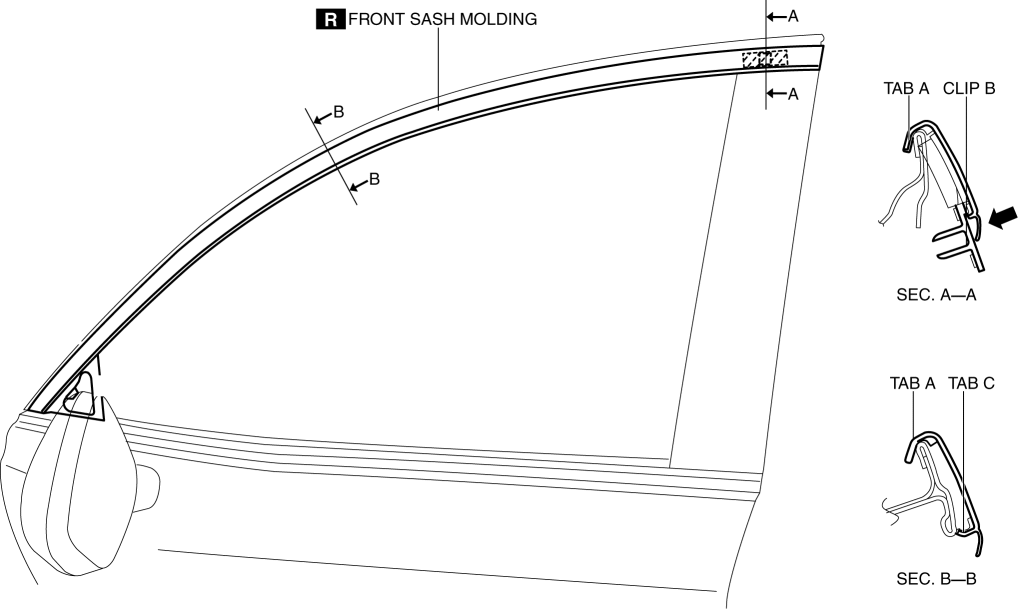 R FRONT SASH MOLDING
A
A
B
B
TAB A CLIP B
SEC. A—A
TAB A TAB C
SEC. B—B